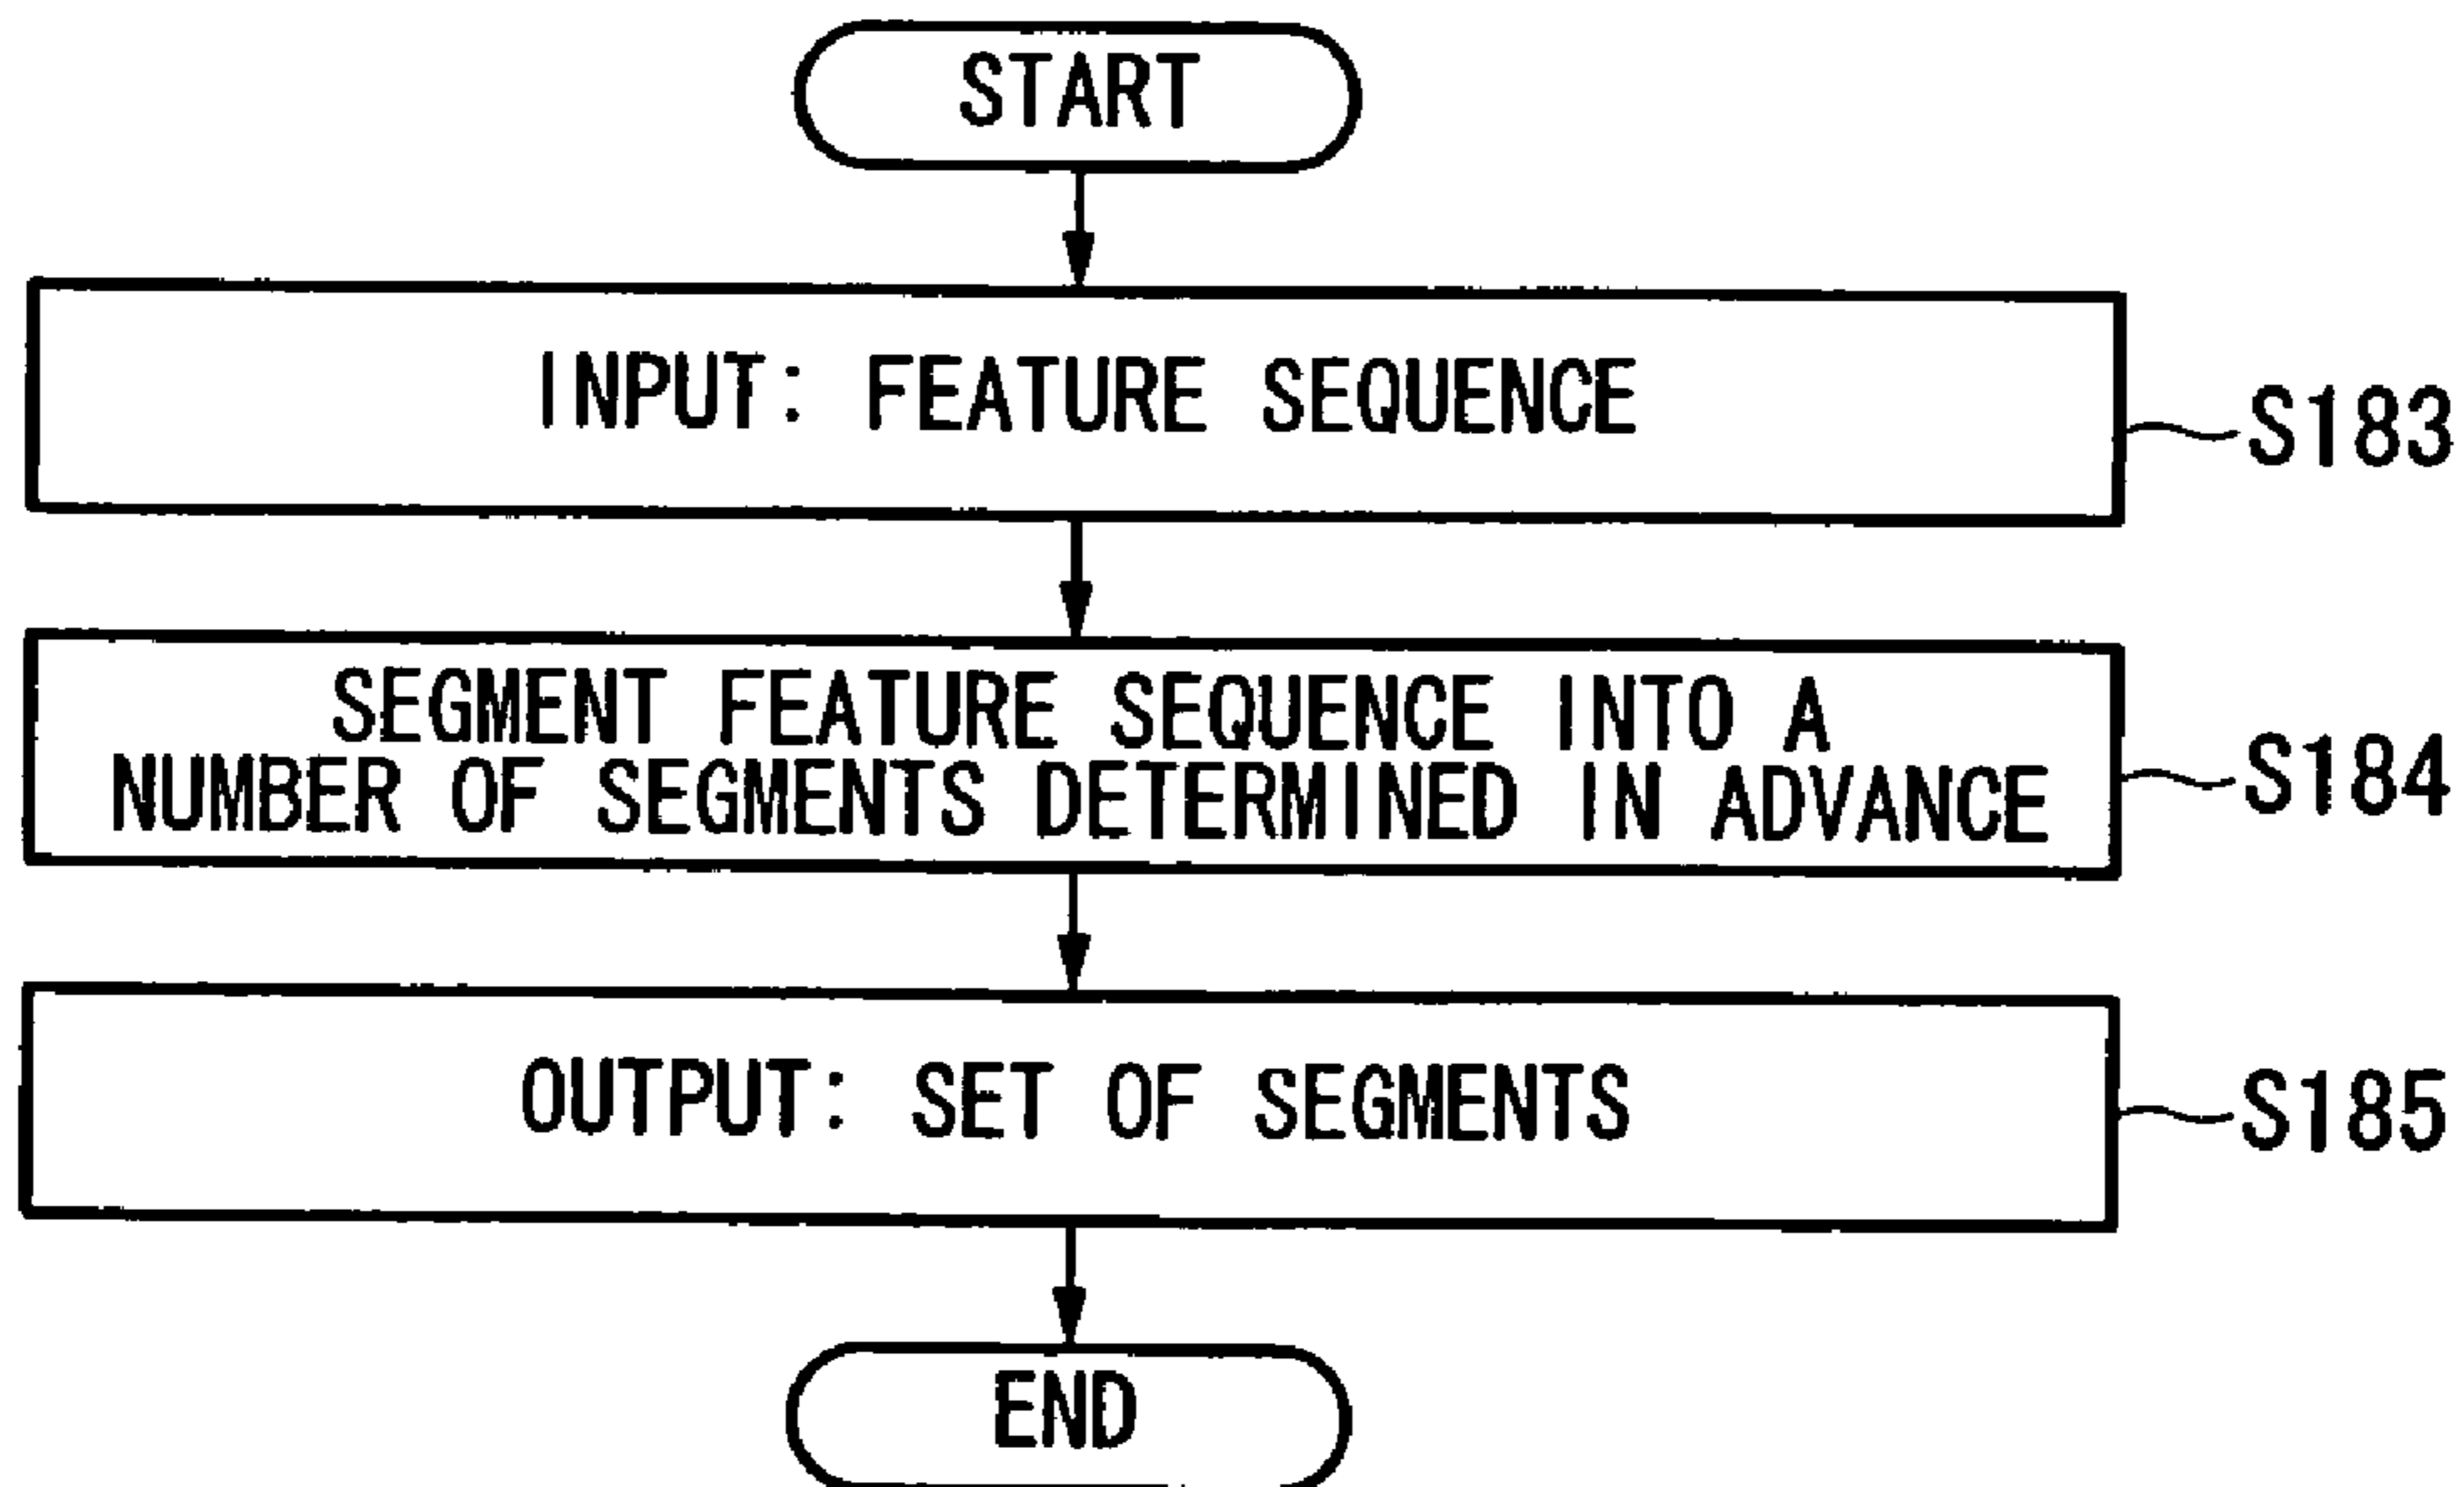 START
INPUT: FEATURE SEQUENCE
S183
SEGMENT FEATURE SEQUENCE INTO A
NUMBER OF SEGMENTS DETERMINED IN ADVANCE
S184
OUTPUT: SET OF SEGMENTS
S185
END